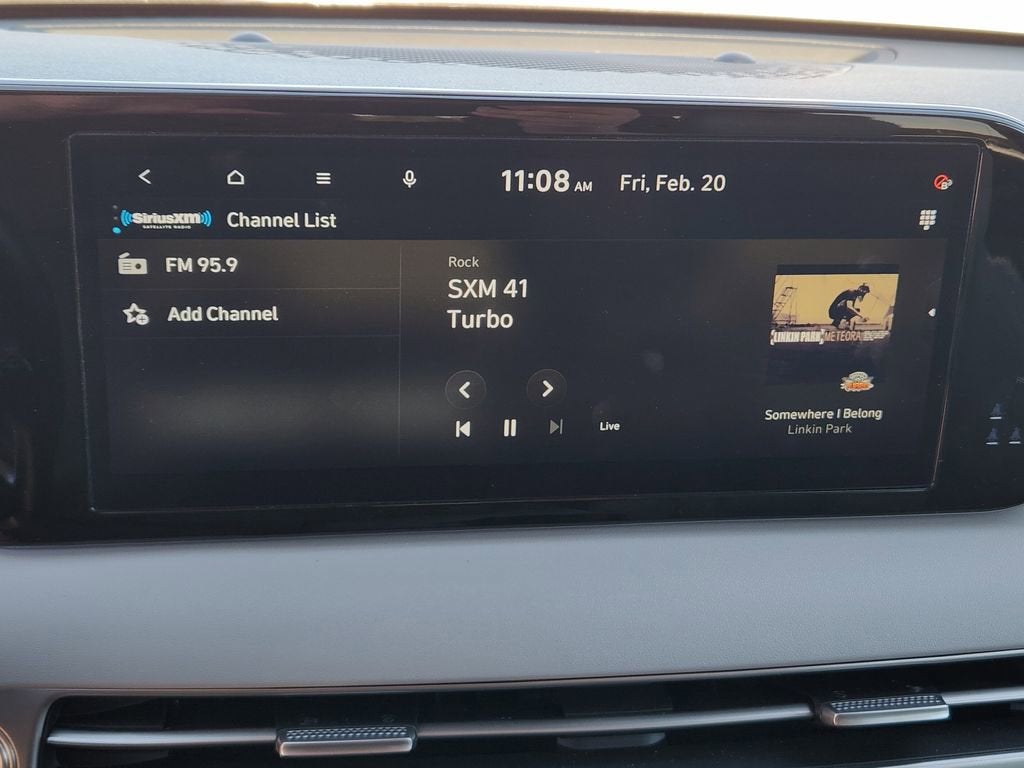 11:08 AM Fri, Feb. 20
SiriusXM
SATELLITE RADIO
Channel List
FM 95.9
Add Channel
Rock
SXM 41
Turbo
Live
LINKIN PARK METEORA
Somewhere I Belong
Linkin Park